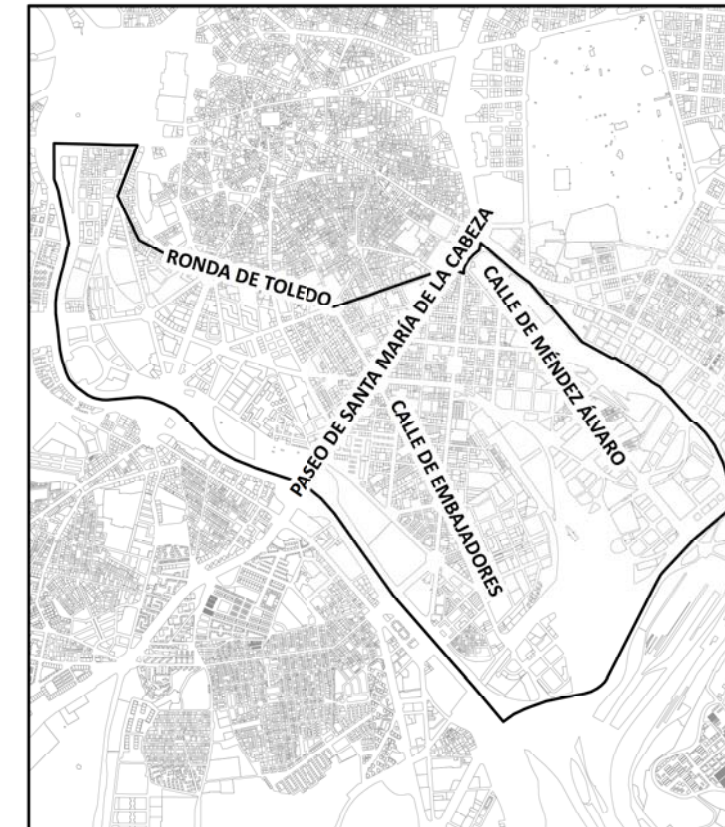 RONDA DE TOLEDO
PASEO DE SANTA MARÍA DE LA CABEZA
CALLE DE MÉNDEZ ÁLVARO
CALLE DE EMBAJADORES